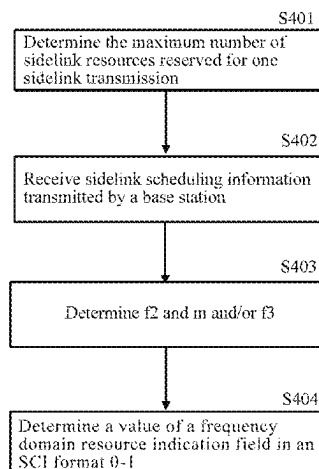 S401
Determine the maximum number of
sidelink resources reserved for one
sidelink transmission
S402
Receive sidelink scheduling information
transmitted by a base station
S403
Determine f2 and m and/or f3
S404
Determine a value of a frequency
domain resource indication field in an
SCI format 0-1